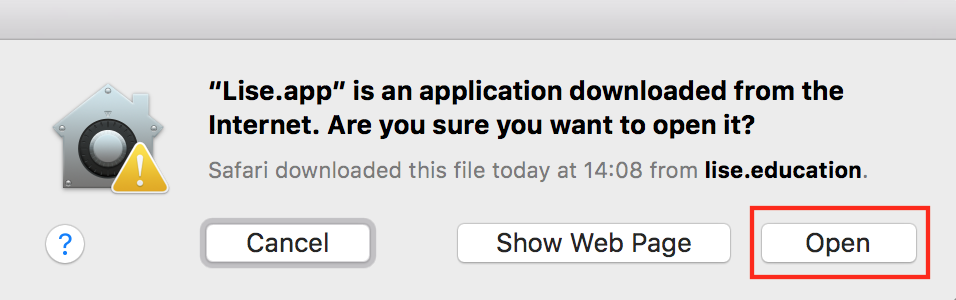 “Lise.app” is an application downloaded from the
Internet. Are you sure you want to open it?
Safari downloaded this file today at 14:08 from lise.education.
?
Cancel
Show Web Page
Open